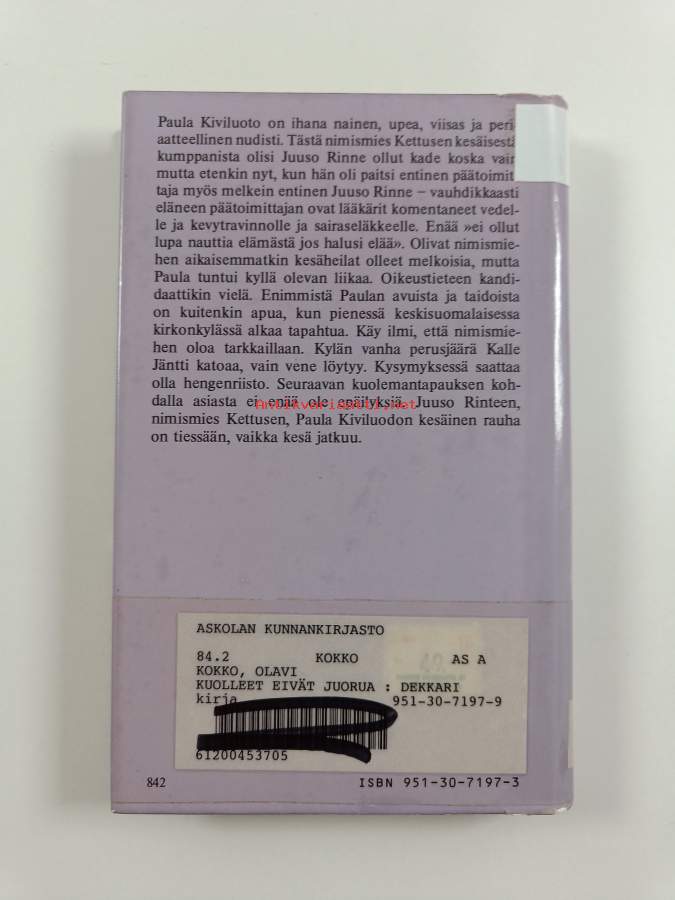 Paula Kiviluoto on ihana nainen, upea, viisas ja peri-
aatteellinen nudisti. Tästä nimismies Kettusen kesäisestä
kumppanista olisi Juuso Rinne ollut kade koska vain
mutta etenkin nyt, kun hän oli paitsi entinen päätoimit
taja myös melkein entinen Juuso Rinne – vauhdikkaasti
eläneen päätoimittajan ovat lääkärit komentaneet vedel-
le ja kevytravinnolle ja sairaseläkkeelle. Enää »ei ollut
lupa nauttia elämästä jos halusi elää». Olivat nimismie-
hen aikaisemmatkin kesäheilat olleet melkoisia, mutta
Paula tuntui kyllä olevan liikaa. Oikeustieteen kandi-
daattikin vielä. Enimmistä Paulan avuista ja taidoista
on kuitenkin apua, kun pienessä keskisuomalaisessa
kirkonkylässä alkaa tapahtua. Käy ilmi, että nimismie-
hen oloa tarkkaillaan. Kylän vanha perusjäärä Kalle
Jäntti katoaa, vain vene löytyy. Kysymyksessä saattaa
olla hengenriisto. Seuraavan kuolemantapauksen koh-
dalla asiasta ei enää ole epäilyksiä. Juuso Rinteen,
Antikvariaatti.net
nimismies Kettusen, Paula Kiviluodon kesäinen rauha
on tiessään, vaikka kesä jatkuu.
ASKOLAN KUNNANKIRJASTO
84.2 KOKKO AS A
KOKKO, OLAVI
KUOLLEET EIVÄT JUORUA : DEKKARI
kirja 951-30-7197-9
61200453705
842 ISBN 951-30-7197-3